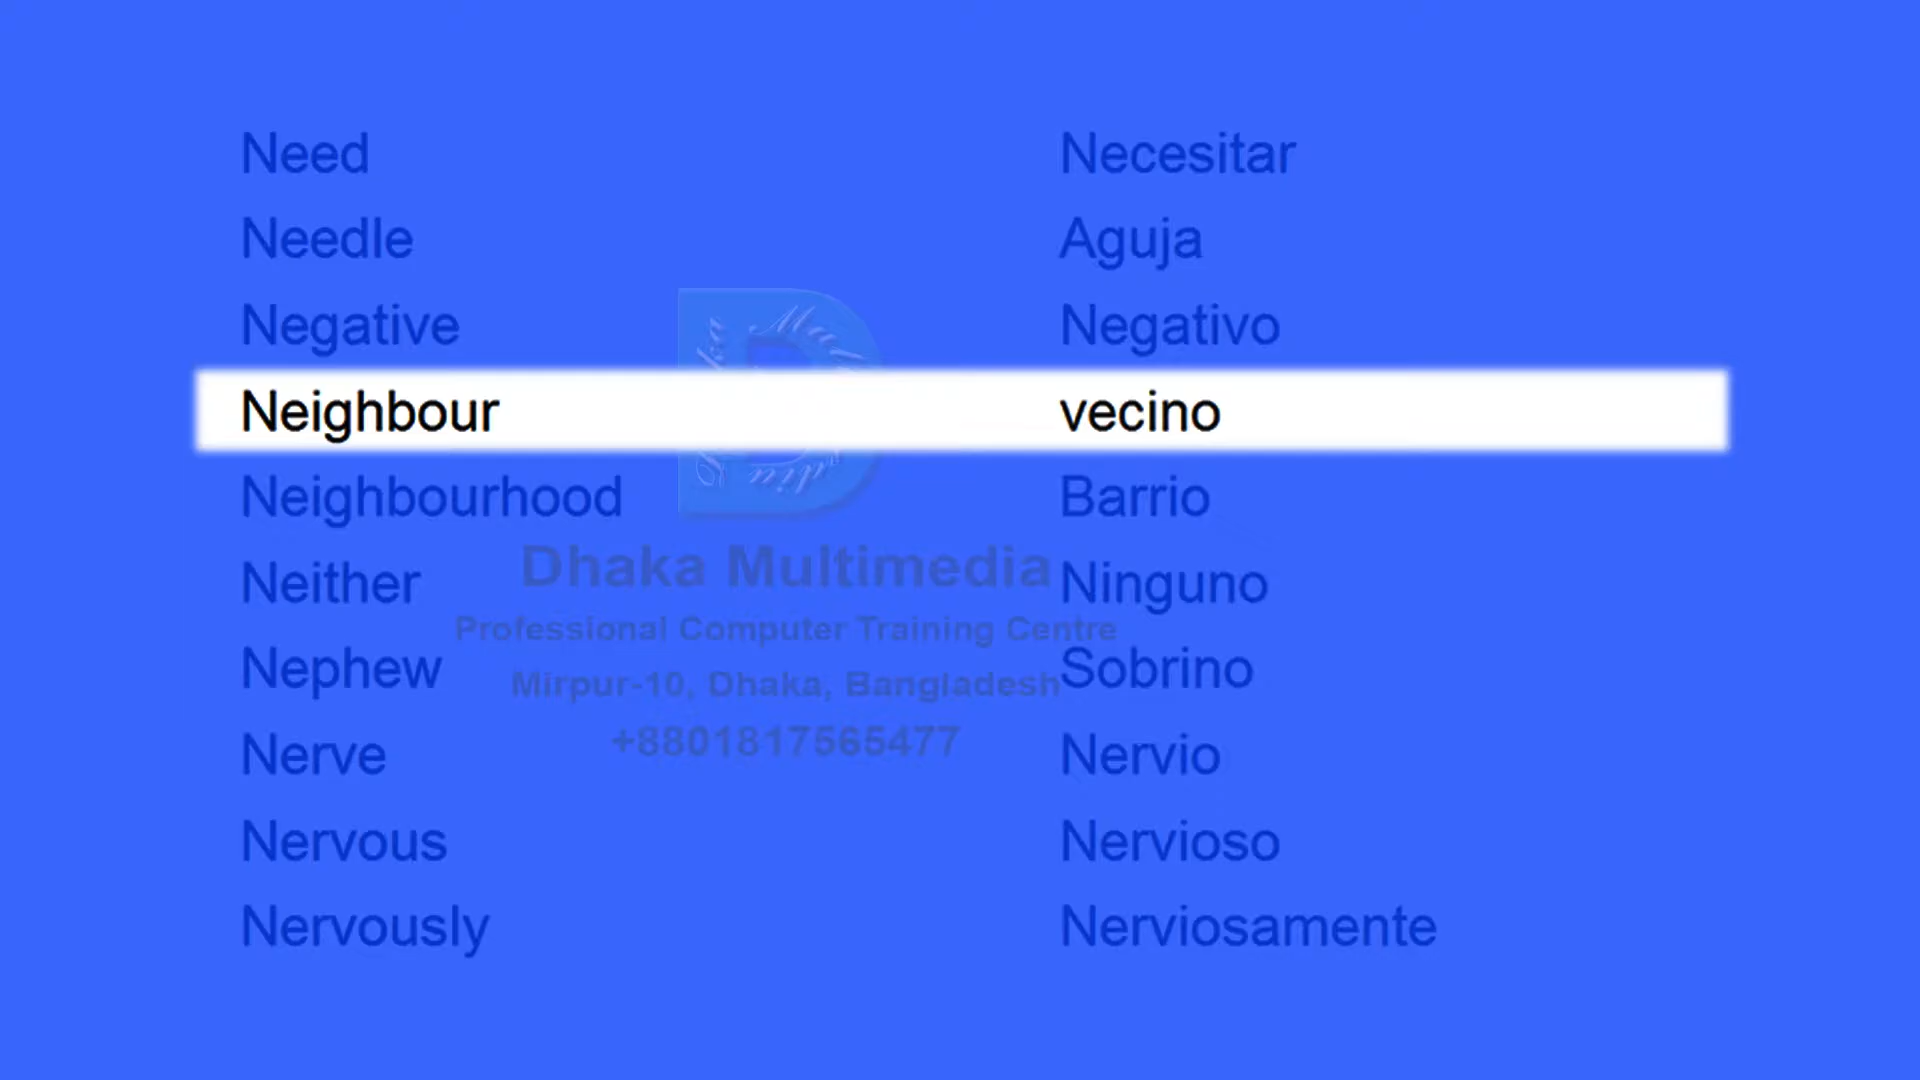 Need Necesitar
Needle Aguja
Negative Negativo
Neighbour vecino
Neighbourhood Barrio
Dhaka Multimedia
Neither Ninguno
Professional Computer Training Centre
Nephew Sobrino
Mirpur-10, Dhaka, Bangladesh
+8801817565477
Nerve Nervio
Nervous Nervioso
Nervously Nerviosamente